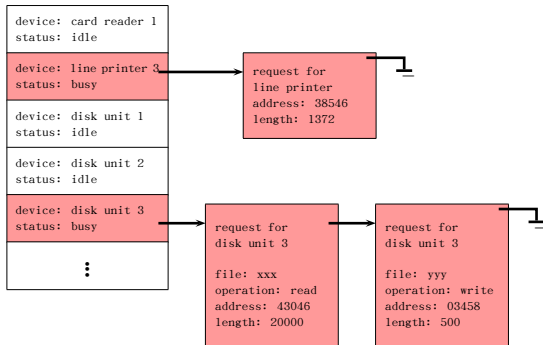 device: card reader 1
status: idle
device: line printer 3
status: busy
device: disk unit 1
status: idle
device: disk unit 2
status: idle
device: disk unit 3
status: busy
request for
line printer
address: 38546
length: 1372
request for
disk unit 3
file: xxx
operation: read
address: 43046
length: 20000
request for
disk unit 3
file: yyy
operation: write
address: 03458
length: 500